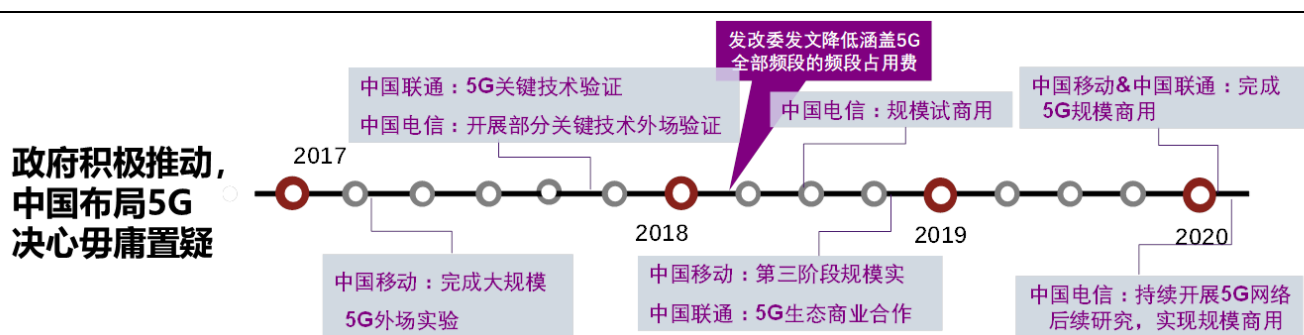 政府积极推动，
中国布局5G
决心毋庸置疑
2017
中国联通：5G关键技术验证
中国电信：开展部分关键技术外场验证
发改委发文降低涵盖5G
全部频段的频段占用费
中国电信：规模试商用
中国移动&中国联通：完成
5G规模商用
2018
2019
2020
中国移动：完成大规模
5G外场实验
中国移动：第三阶段规模实
中国联通：5G生态商业合作
中国电信：持续开展5G网络
后续研究，实现规模商用